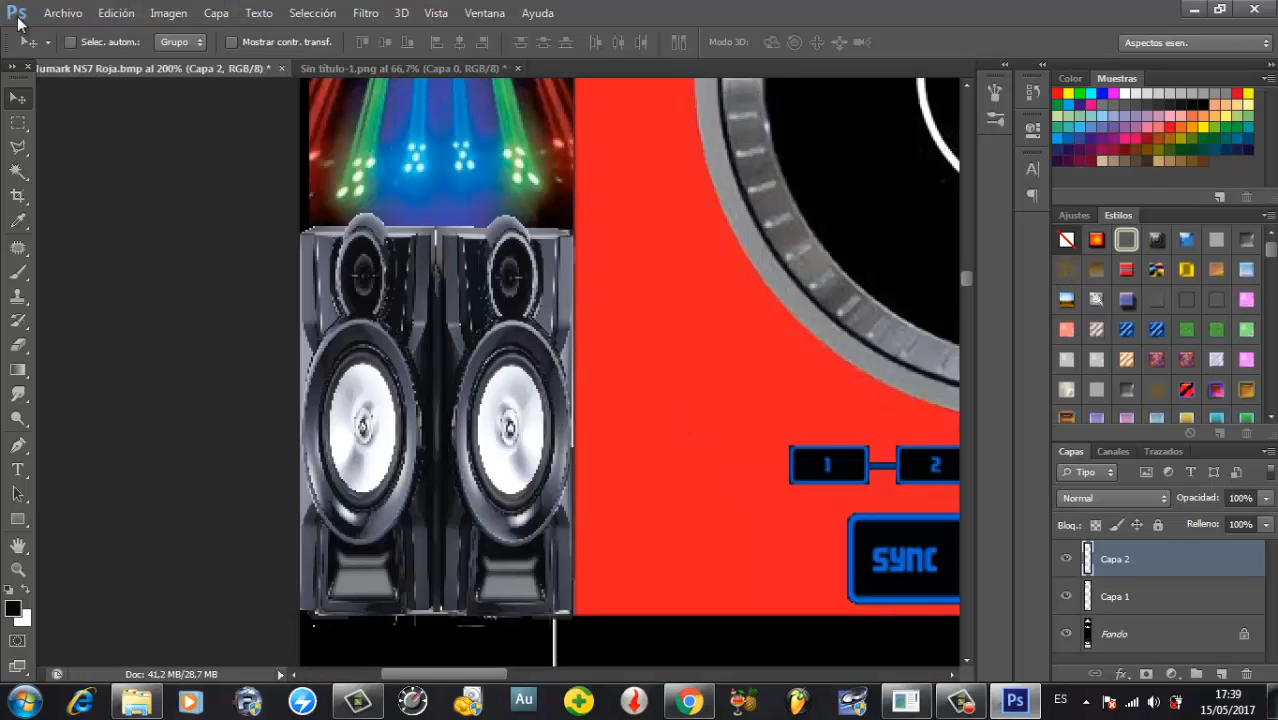 Ps Archivo Edición Imagen Capa Texto Selección Filtro 3D Vista Ventana Ayuda
Selec. autom.: Grupo Mostrar contr. transf. Modo 3D: Aspectos esen.
lumark NS7 Roja.bmp al 200% (Capa 2, RGB/8) * × Sin título-1.png al 66,7% (Capa 0, RGB/8) * ×
Color Muestras
Ajustes Estilos
1 2
SYNC
Capas Canales Trazados
Tipo
Normal Opacidad: 100%
Bloq.: Relleno: 100%
Capa 2
Capa 1
Fondo
Doc: 41,2 MB/28,7 MB
Au Ps ES 17:39
15/05/2017